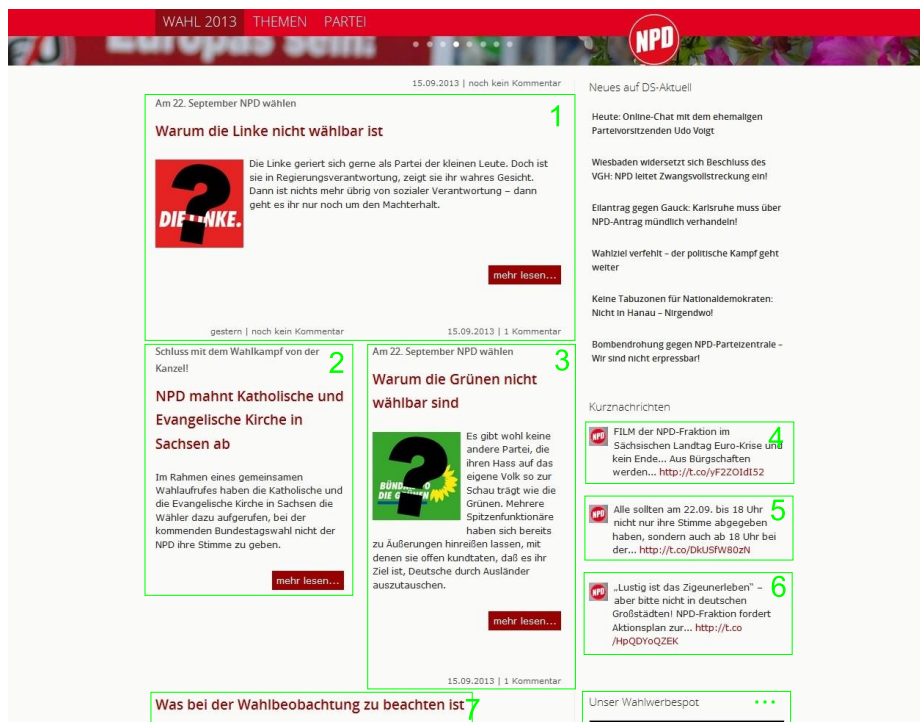 WAHL 2013 THEMEN PARTEI
Europas sein!
NPD
15.09.2013 | noch kein Kommentar
Am 22. September NPD wählen
1
Warum die Linke nicht wählbar ist
Die Linke geriert sich gerne als Partei der kleinen Leute. Doch ist
sie in Regierungsverantwortung, zeigt sie ihr wahres Gesicht.
Dann ist nichts mehr übrig von sozialer Verantwortung – dann
geht es ihr nur noch um den Machterhalt.
DIE LINKE.
mehr lesen...
gestern | noch kein Kommentar
15.09.2013 | 1 Kommentar
Schluss mit dem Wahlkampf von der
Kanzel!
2
NPD mahnt Katholische und
Evangelische Kirche in
Sachsen ab
Im Rahmen eines gemeinsamen
Wahlaufrufes haben die Katholische und
die Evangelische Kirche in Sachsen die
Wähler dazu aufgerufen, bei der
kommenden Bundestagswahl nicht der
NPD ihre Stimme zu geben.
mehr lesen...
Am 22. September NPD wählen
3
Warum die Grünen nicht
wählbar sind
Es gibt wohl keine
andere Partei, die
ihren Hass auf das
eigene Volk so zur
Schau trägt wie die
Grünen. Mehrere
Spitzenfunktionäre
haben sich bereits
zu Äußerungen hinreißen lassen, mit
denen sie offen kundtaten, daß es ihr
Ziel ist, Deutsche durch Ausländer
auszutauschen.
DIE GRÜNEN
mehr lesen...
15.09.2013 | 1 Kommentar
Was bei der Wahlbeobachtung zu beachten ist
7
Neues auf DS-Aktuell
Heute: Online-Chat mit dem ehemaligen
Parteivorsitzenden Udo Voigt
Wiesbaden widersetzt sich Beschluss des
VGH: NPD leitet Zwangsvollstreckung ein!
Eilantrag gegen Gauck: Karlsruhe muss über
NPD-Antrag mündlich verhandeln!
Wahlziel verfehlt – der politische Kampf geht
weiter
Keine Tabuzonen für Nationaldemokraten:
Nicht in Hanau – Nirgendwo!
Bombendrohung gegen NPD-Parteizentrale –
Wir sind nicht erpressbar!
Kurznachrichten
NPD
FILM der NPD-Fraktion im
Sächsischen Landtag Euro-Krise und
kein Ende... Aus Bürgschaften
werden... http://t.co/yF2ZOIdI52
4
NPD
Alle sollten am 22.09. bis 18 Uhr
nicht nur ihre Stimme abgegeben
haben, sondern auch ab 18 Uhr bei
der... http://t.co/DkUSfW80zN
5
NPD
„Lustig ist das Zigeunerleben" –
aber bitte nicht in deutschen
Großstädten! NPD-Fraktion fordert
Aktionsplan zur... http://t.co
/HpQDYoQZEK
6
Unser Wahlwerbespot ...